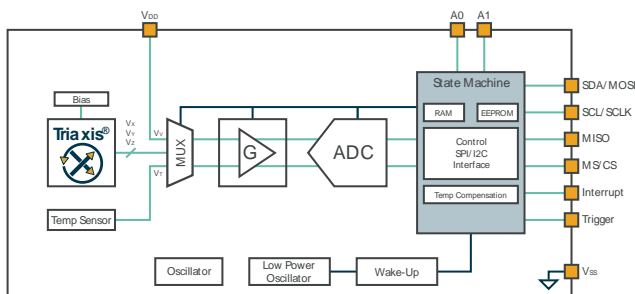 VDD
A0
A1
State Machine
SDA/MOSI
Bias
RAM
EEPROM
SCL/SCLK
Triaxis®
VX
VY
VZ
VV
MUX
G
ADC
Control
SPI/I2C
Interface
MISO
MS/CS
VT
Temp Compensation
Interrupt
Temp Sensor
Trigger
Oscillator
Low Power
Oscillator
Wake-Up
VSS